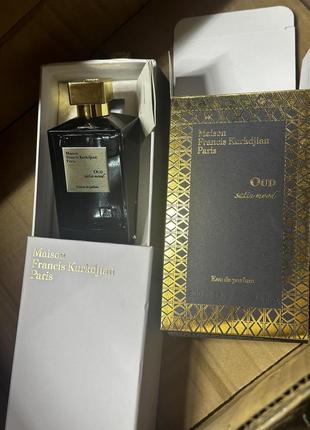 Maison
Francis Kurkdjian
Paris
OUD
satin mood
Maison
Francis Kurkdjian
Paris
OUD
satin mood
Eau de parfum
Maison
Francis Kurkdjian
Paris